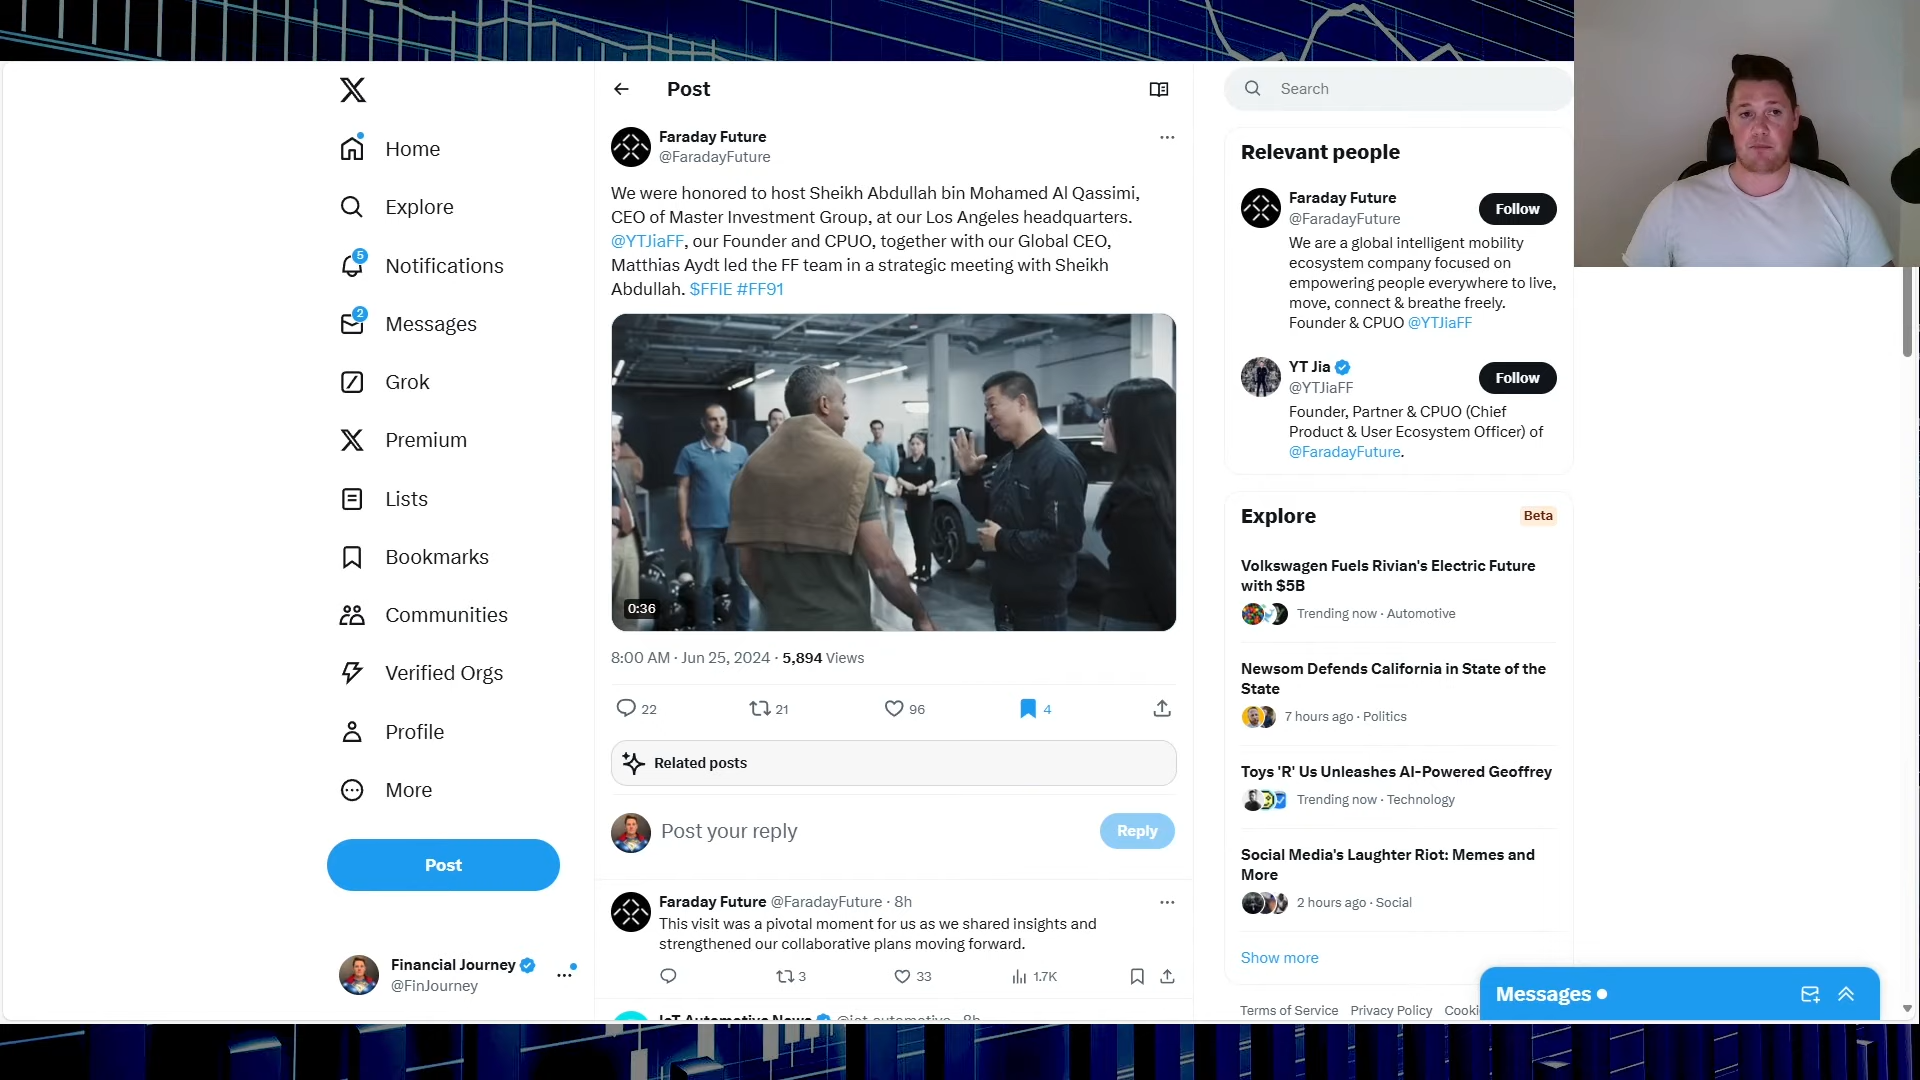 Home
Explore
5
Notifications
2
Messages
Grok
Premium
Lists
Bookmarks
Communities
Verified Orgs
Profile
More
Post
Financial Journey
@FinJourney
Post
Faraday Future
@FaradayFuture
We were honored to host Sheikh Abdullah bin Mohamed Al Qassimi,
CEO of Master Investment Group, at our Los Angeles headquarters.
@YTJiaFF, our Founder and CPUO, together with our Global CEO,
Matthias Aydt led the FF team in a strategic meeting with Sheikh
Abdullah. $FFIE #FF91
0:36
8:00 AM · Jun 25, 2024 · 5,894 Views
22 21 96 4
Related posts
Post your reply
Reply
Faraday Future @FaradayFuture · 8h
This visit was a pivotal moment for us as we shared insights and
strengthened our collaborative plans moving forward.
3 33 1.7K
IoT Automotive News @iot_automotive · 8h
Search
Relevant people
Faraday Future
@FaradayFuture
Follow
We are a global intelligent mobility
ecosystem company focused on
empowering people everywhere to live,
move, connect & breathe freely.
Founder & CPUO @YTJiaFF
YT Jia
@YTJiaFF
Follow
Founder, Partner & CPUO (Chief
Product & User Ecosystem Officer) of
@FaradayFuture.
Explore
Beta
Volkswagen Fuels Rivian's Electric Future
with $5B
Trending now · Automotive
Newsom Defends California in State of the
State
7 hours ago · Politics
Toys 'R' Us Unleashes AI-Powered Geoffrey
Trending now · Technology
Social Media's Laughter Riot: Memes and
More
2 hours ago · Social
Show more
Terms of Service Privacy Policy Cooki
Messages